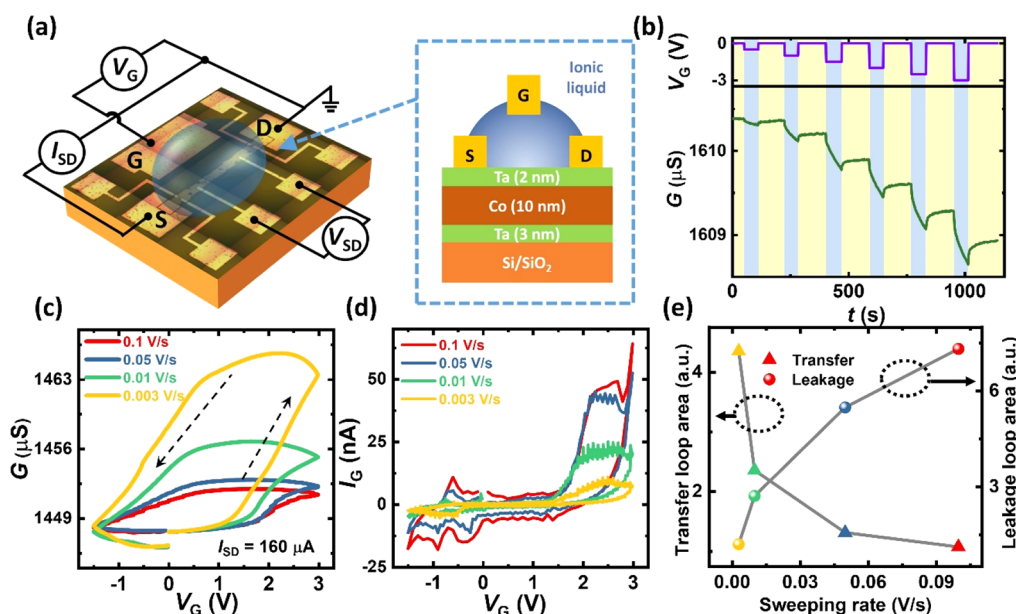 (a)
V_G
I_SD
V_SD
G
S
D
Ionic
liquid
G
S
D
Ta (2 nm)
Co (10 nm)
Ta (3 nm)
Si/SiO₂
(b)
V_G (V)
0
-3
G (μS)
1610
1609
0
500
1000
t (s)
(c)
0.1 V/s
0.05 V/s
0.01 V/s
0.003 V/s
G (μS)
1463
1456
1449
I_SD = 160 μA
-1
0
1
2
3
V_G (V)
(d)
0.1 V/s
0.05 V/s
0.01 V/s
0.003 V/s
I_G (nA)
50
25
0
-25
-1
0
1
2
3
V_G (V)
(e)
Transfer
Leakage
Transfer loop area (a.u.)
4
2
Leakage loop area (a.u.)
6
3
0.00
0.03
0.06
0.09
Sweeping rate (V/s)